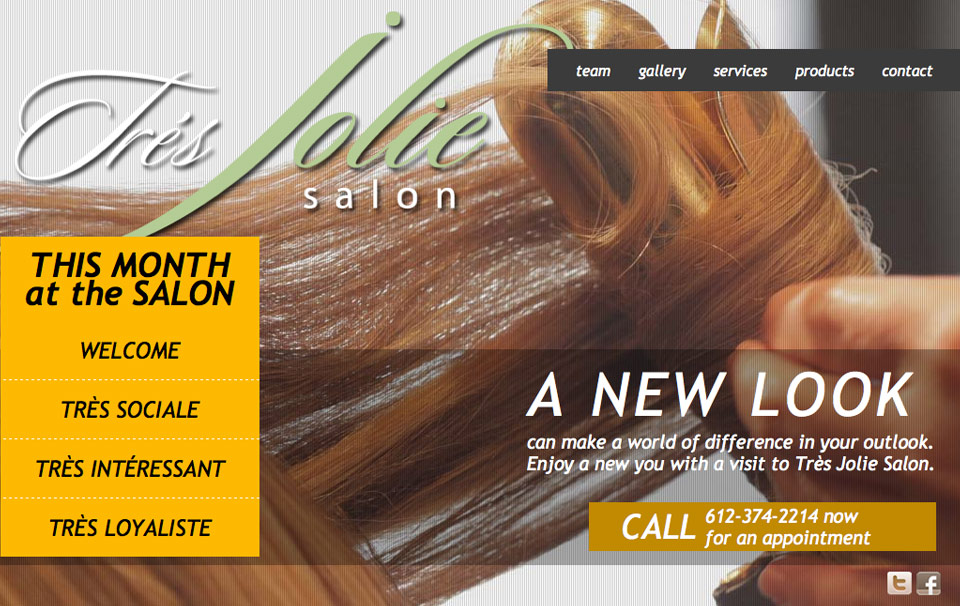 Trés Jolie
salon
team gallery services products contact
THIS MONTH
at the SALON
WELCOME
TRÈS SOCIALE
TRÈS INTÉRESSANT
TRÈS LOYALISTE
A NEW LOOK
can make a world of difference in your outlook.
Enjoy a new you with a visit to Très Jolie Salon.
CALL 612-374-2214 now
for an appointment
t f